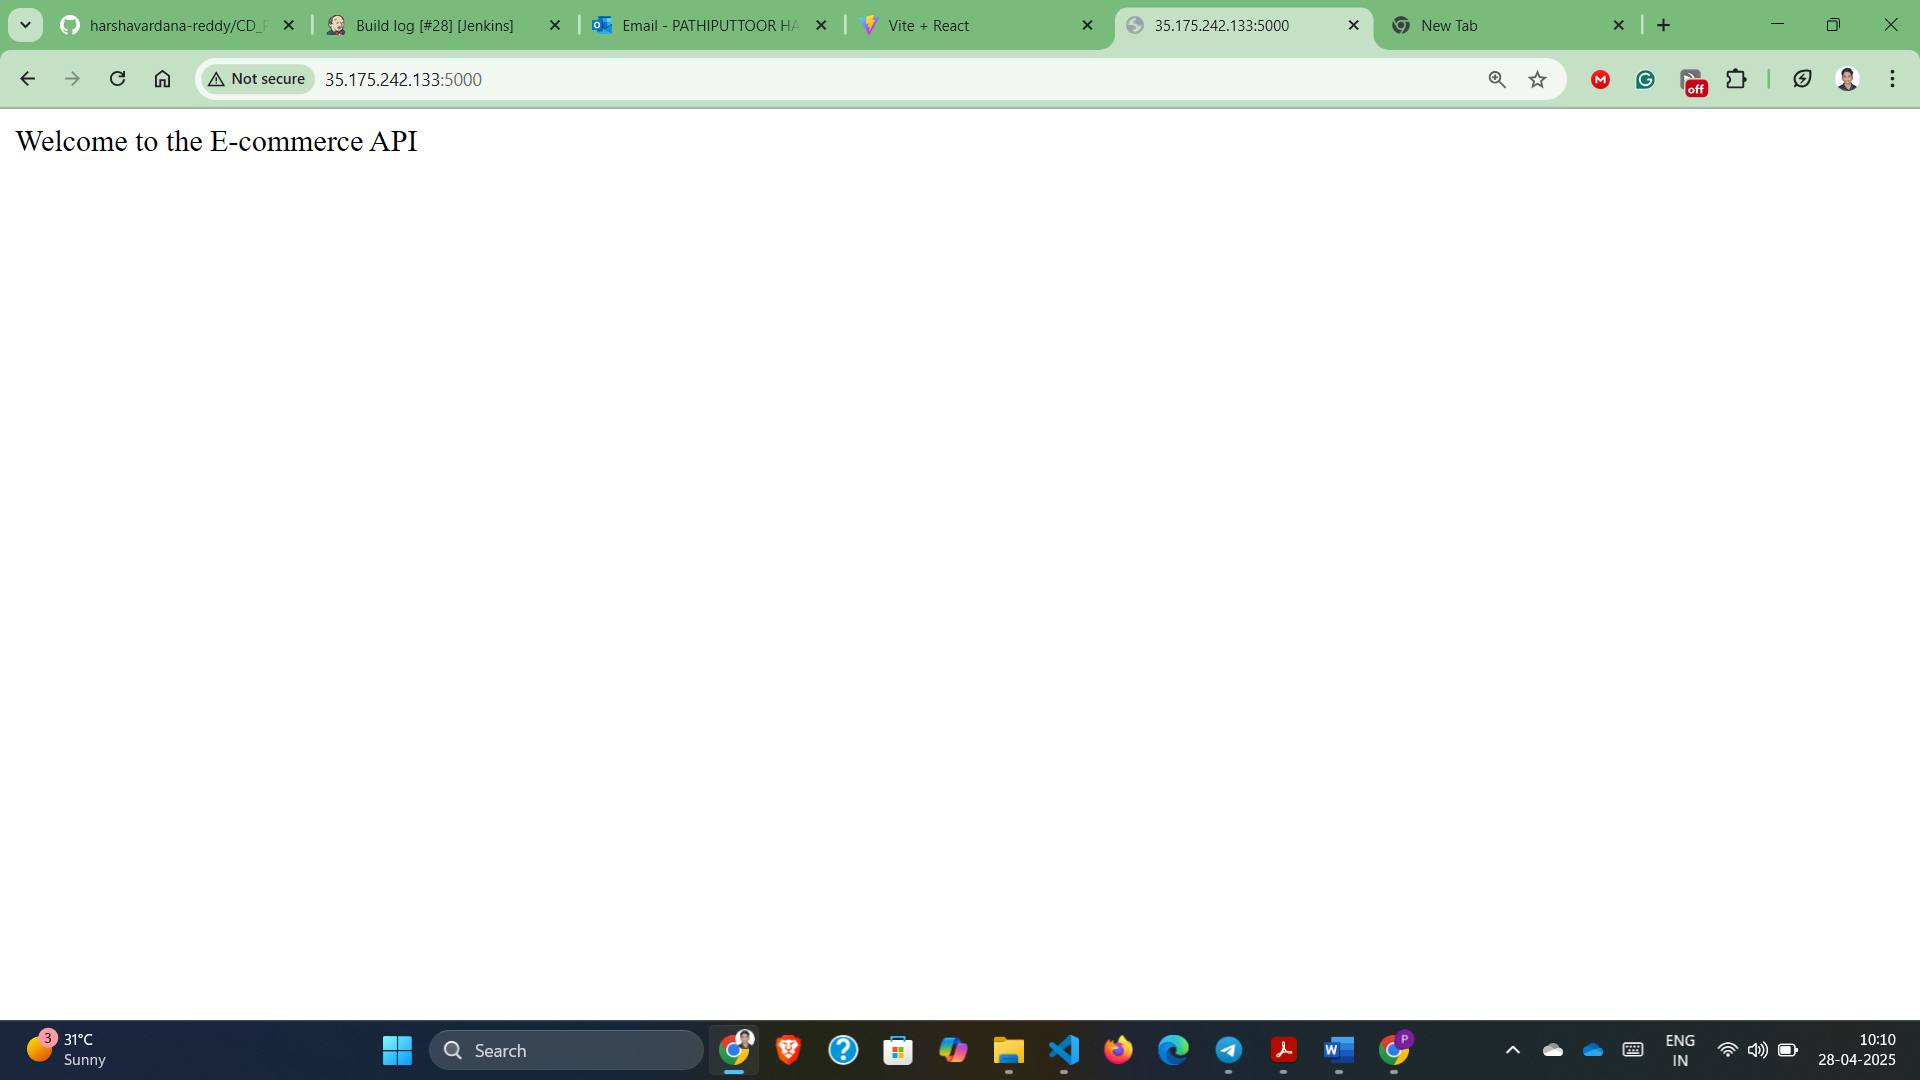 harshavardana-reddy/CD_F
Build log [#28] [Jenkins]
Email - PATHIPUTTOOR HA
Vite + React
35.175.242.133:5000
New Tab
Not secure
35.175.242.133:5000
off
Welcome to the E-commerce API
3
31°C
Sunny
Search
P
ENG
IN
10:10
28-04-2025